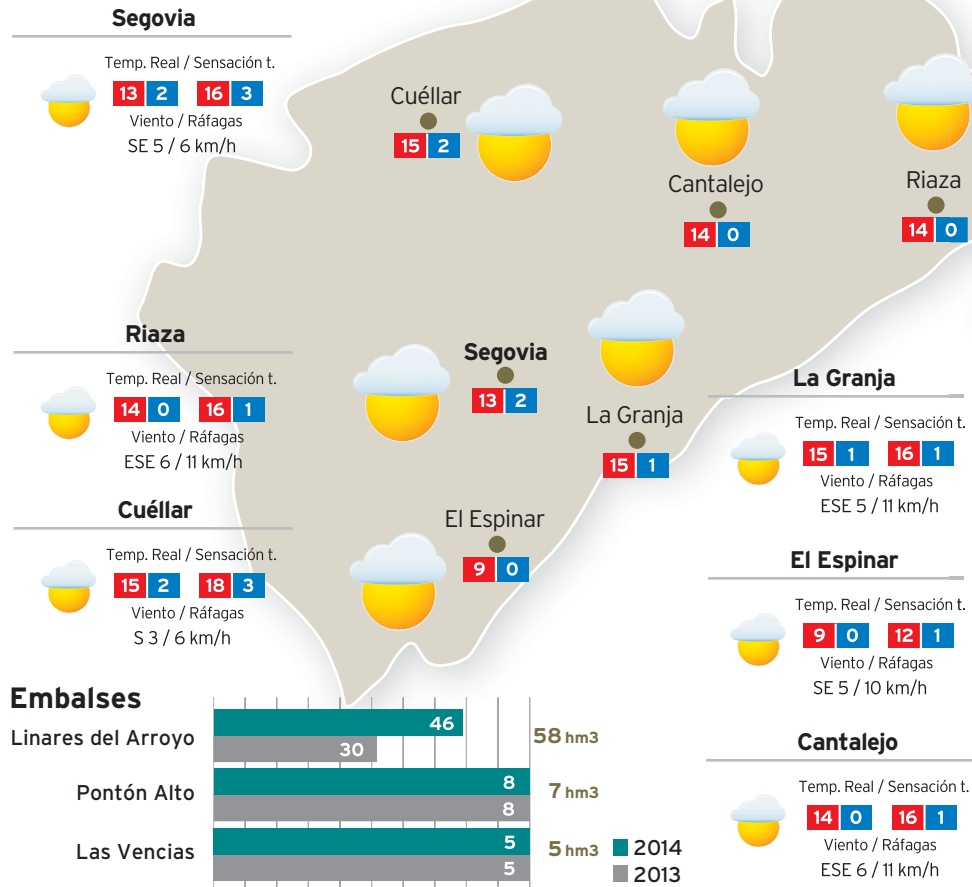 Segovia
Temp. Real / Sensación t.
13 2 16 3
Viento / Ráfagas
SE 5 / 6 km/h
Cuéllar
15 2
Cantalejo
14 0
Riaza
14 0
Riaza
Temp. Real / Sensación t.
14 0 16 1
Viento / Ráfagas
ESE 6 / 11 km/h
Segovia
13 2
La Granja
15 1
La Granja
Temp. Real / Sensación t.
15 1 16 1
Viento / Ráfagas
ESE 5 / 11 km/h
Cuéllar
Temp. Real / Sensación t.
15 2 18 3
Viento / Ráfagas
S 3 / 6 km/h
El Espinar
9 0
El Espinar
Temp. Real / Sensación t.
9 0 12 1
Viento / Ráfagas
SE 5 / 10 km/h
Embalses
Linares del Arroyo
46
30
58 hm3
Pontón Alto
8
8
7 hm3
Las Vencias
5
5
5 hm3
2014
2013
Cantalejo
Temp. Real / Sensación t.
14 0 16 1
Viento / Ráfagas
ESE 6 / 11 km/h